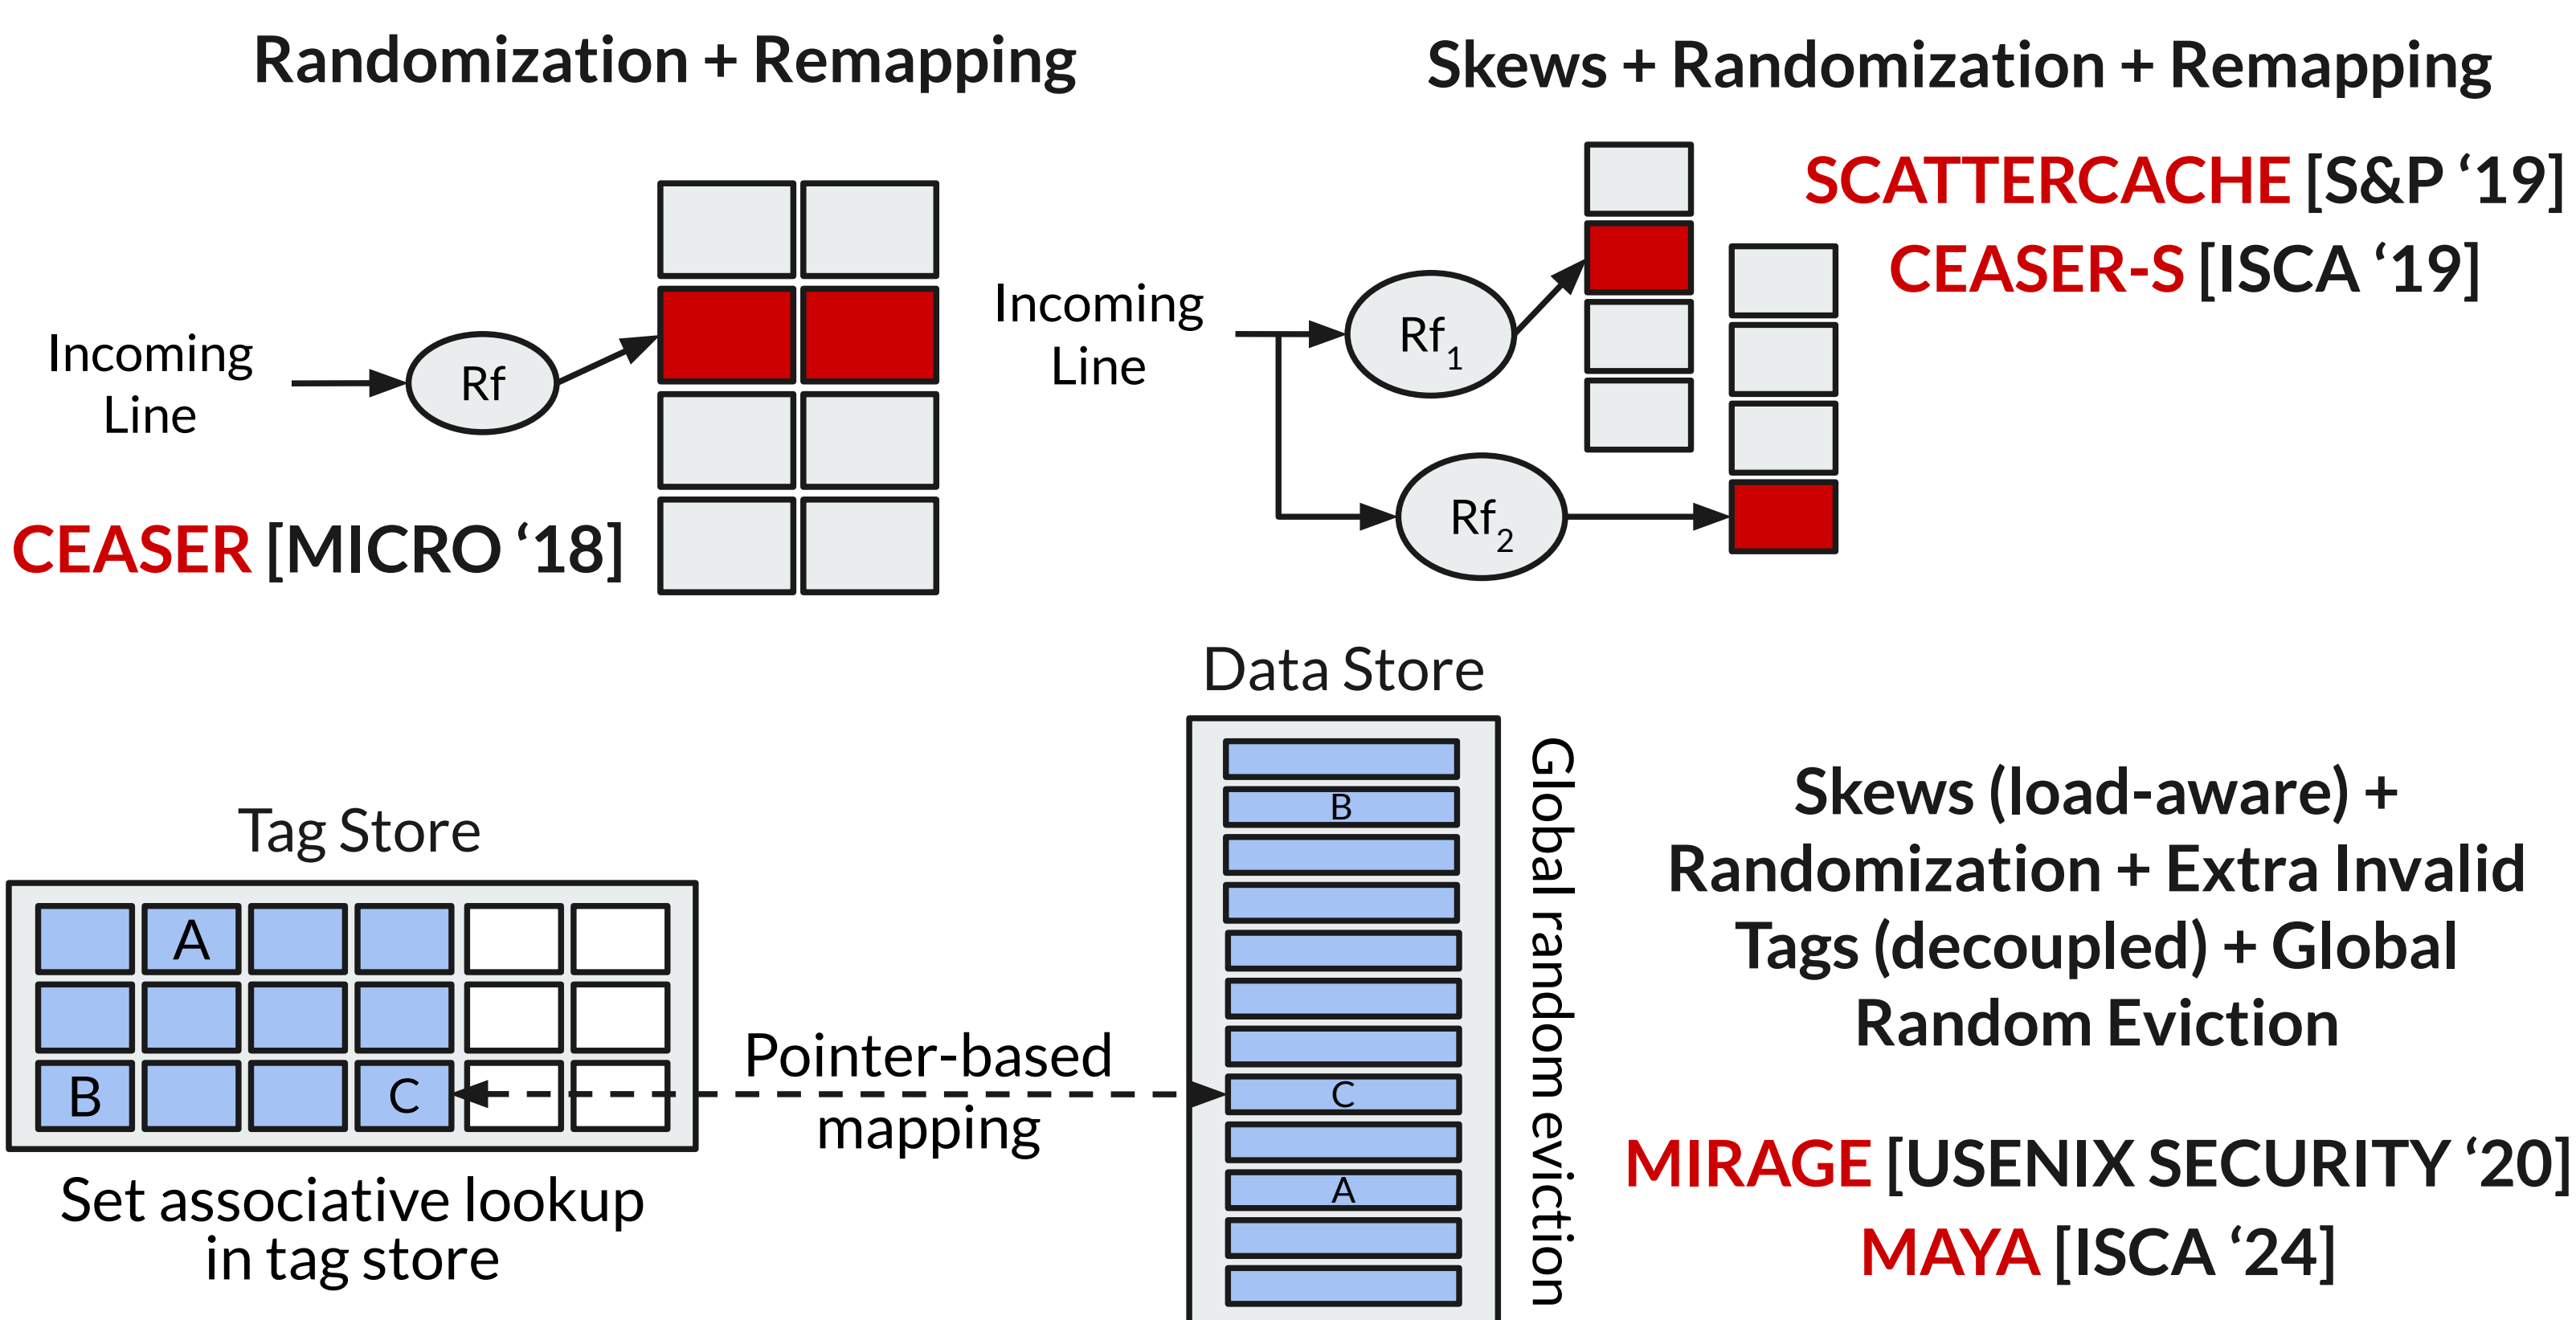 Randomization + Remapping
Incoming
Line
Rf
CEASER [MICRO ‘18]
Skews + Randomization + Remapping
SCATTERCACHE [S&P ‘19]
CEASER-S [ISCA ‘19]
Incoming
Line
Rf1
Rf2
Tag Store
A
B
C
Set associative lookup
in tag store
Pointer-based
mapping
Data Store
B
C
A
Global random eviction
Skews (load-aware) +
Randomization + Extra Invalid
Tags (decoupled) + Global
Random Eviction
MIRAGE [USENIX SECURITY ‘20]
MAYA [ISCA ‘24]